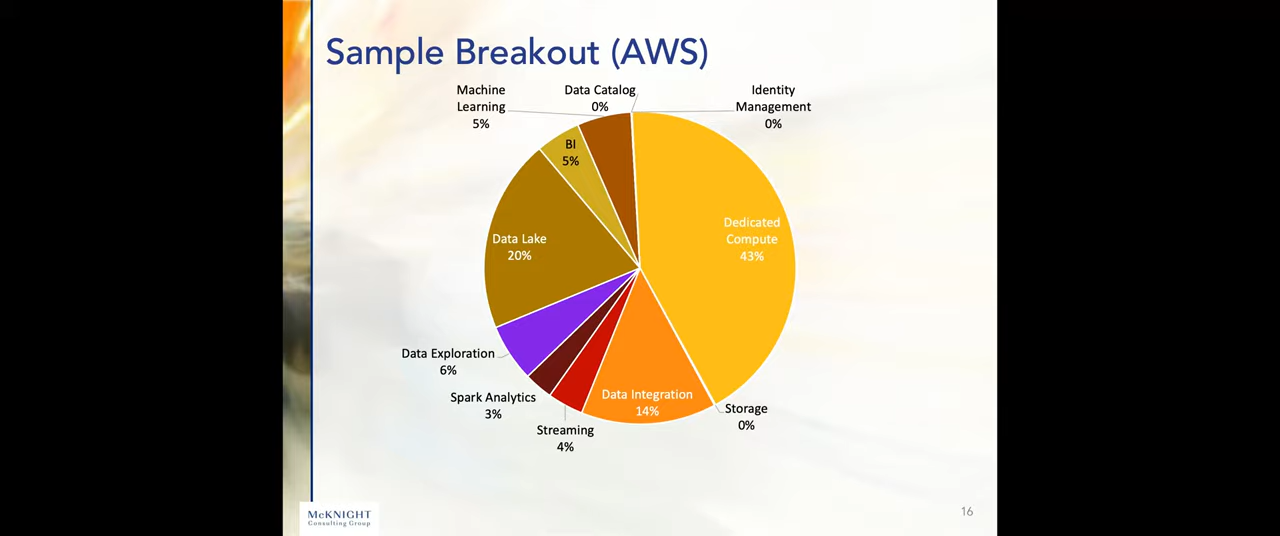 Sample Breakout (AWS)
Machine
Learning
5%
Data Catalog
0%
Identity
Management
0%
BI
5%
Dedicated
Compute
43%
Data Lake
20%
Data Exploration
6%
Spark Analytics
3%
Streaming
4%
Data Integration
14%
Storage
0%
McKNIGHT
Consulting Group
16